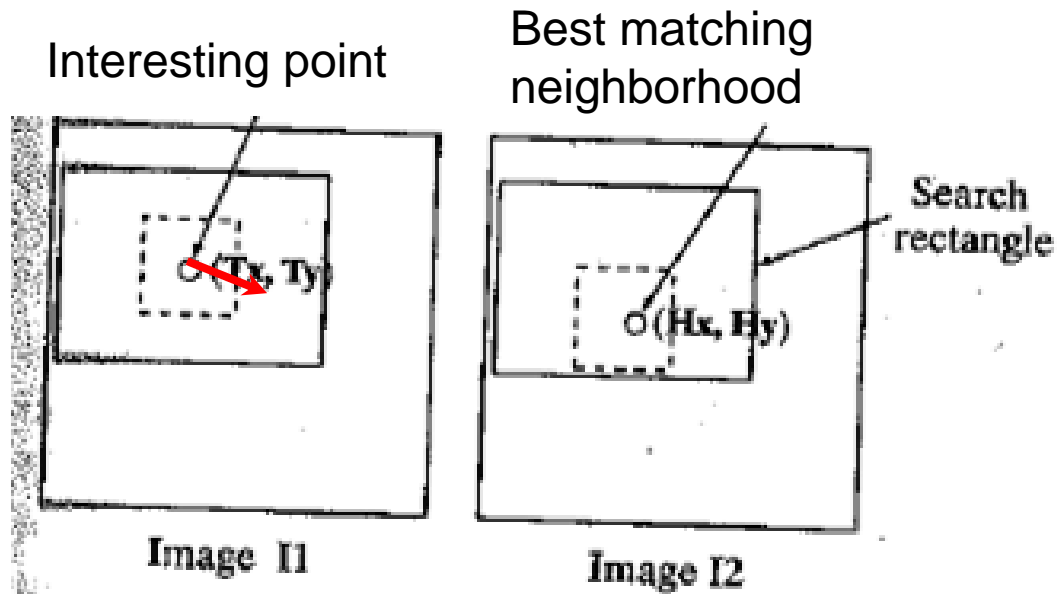 Interesting point
Best matching
neighborhood
(Tx, Ty)
(Hx, Hy)
Search
rectangle
Image I1
Image I2